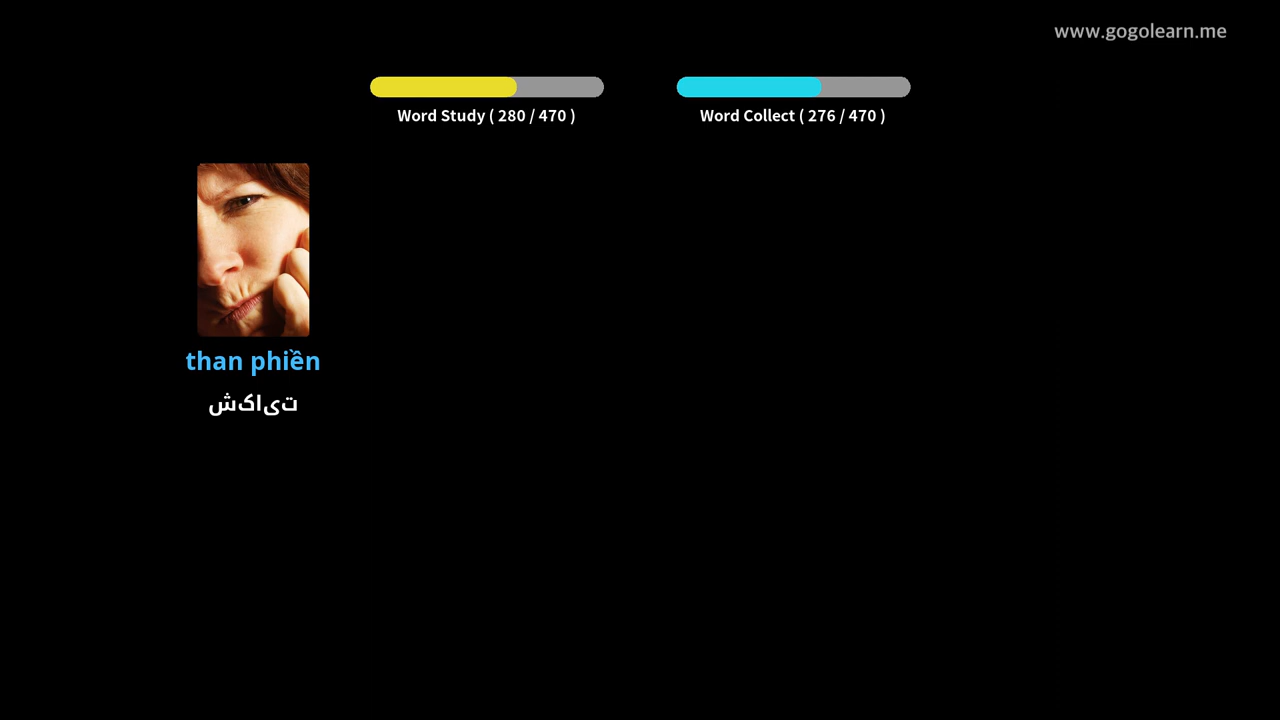 www.gogolearn.me
Word Study ( 280 / 470 )
Word Collect ( 276 / 470 )
than phiền
شکایت